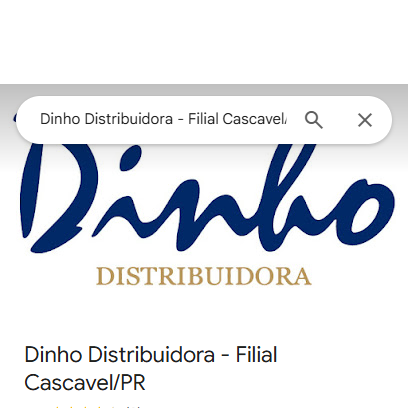 Dinho Distribuidora - Filial Cascavel/
Dinho
DISTRIBUIDORA
Dinho Distribuidora - Filial
Cascavel/PR